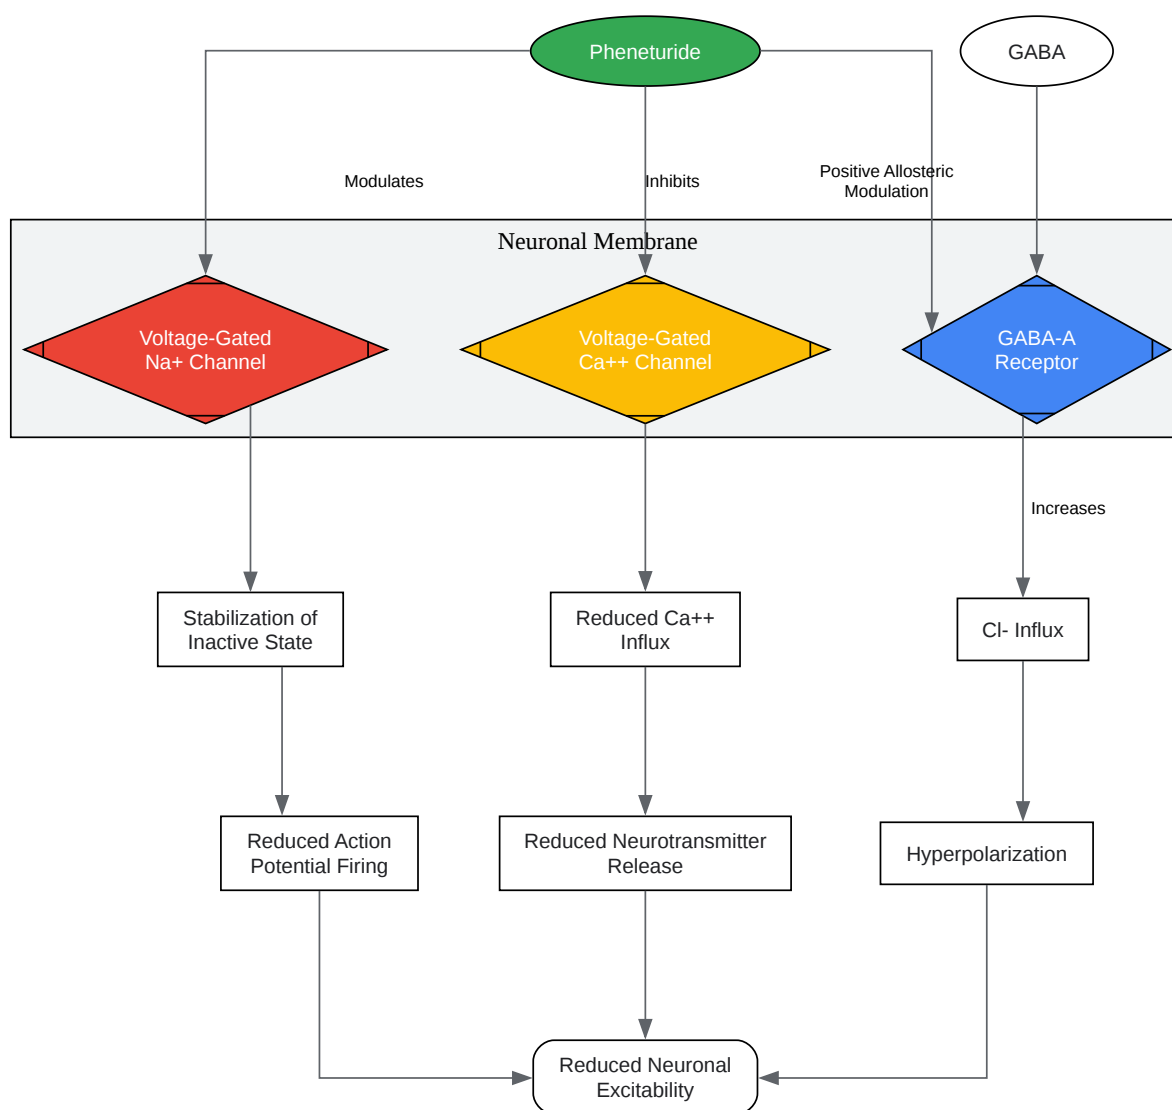 Pheneturide
GABA
Modulates
Inhibits
Positive Allosteric
Modulation
Neuronal Membrane
Voltage-Gated
Na+ Channel
Voltage-Gated
Ca++ Channel
GABA-A
Receptor
Increases
Stabilization of
Inactive State
Reduced Ca++
Influx
Cl- Influx
Reduced Action
Potential Firing
Reduced Neurotransmitter
Release
Hyperpolarization
Reduced Neuronal
Excitability